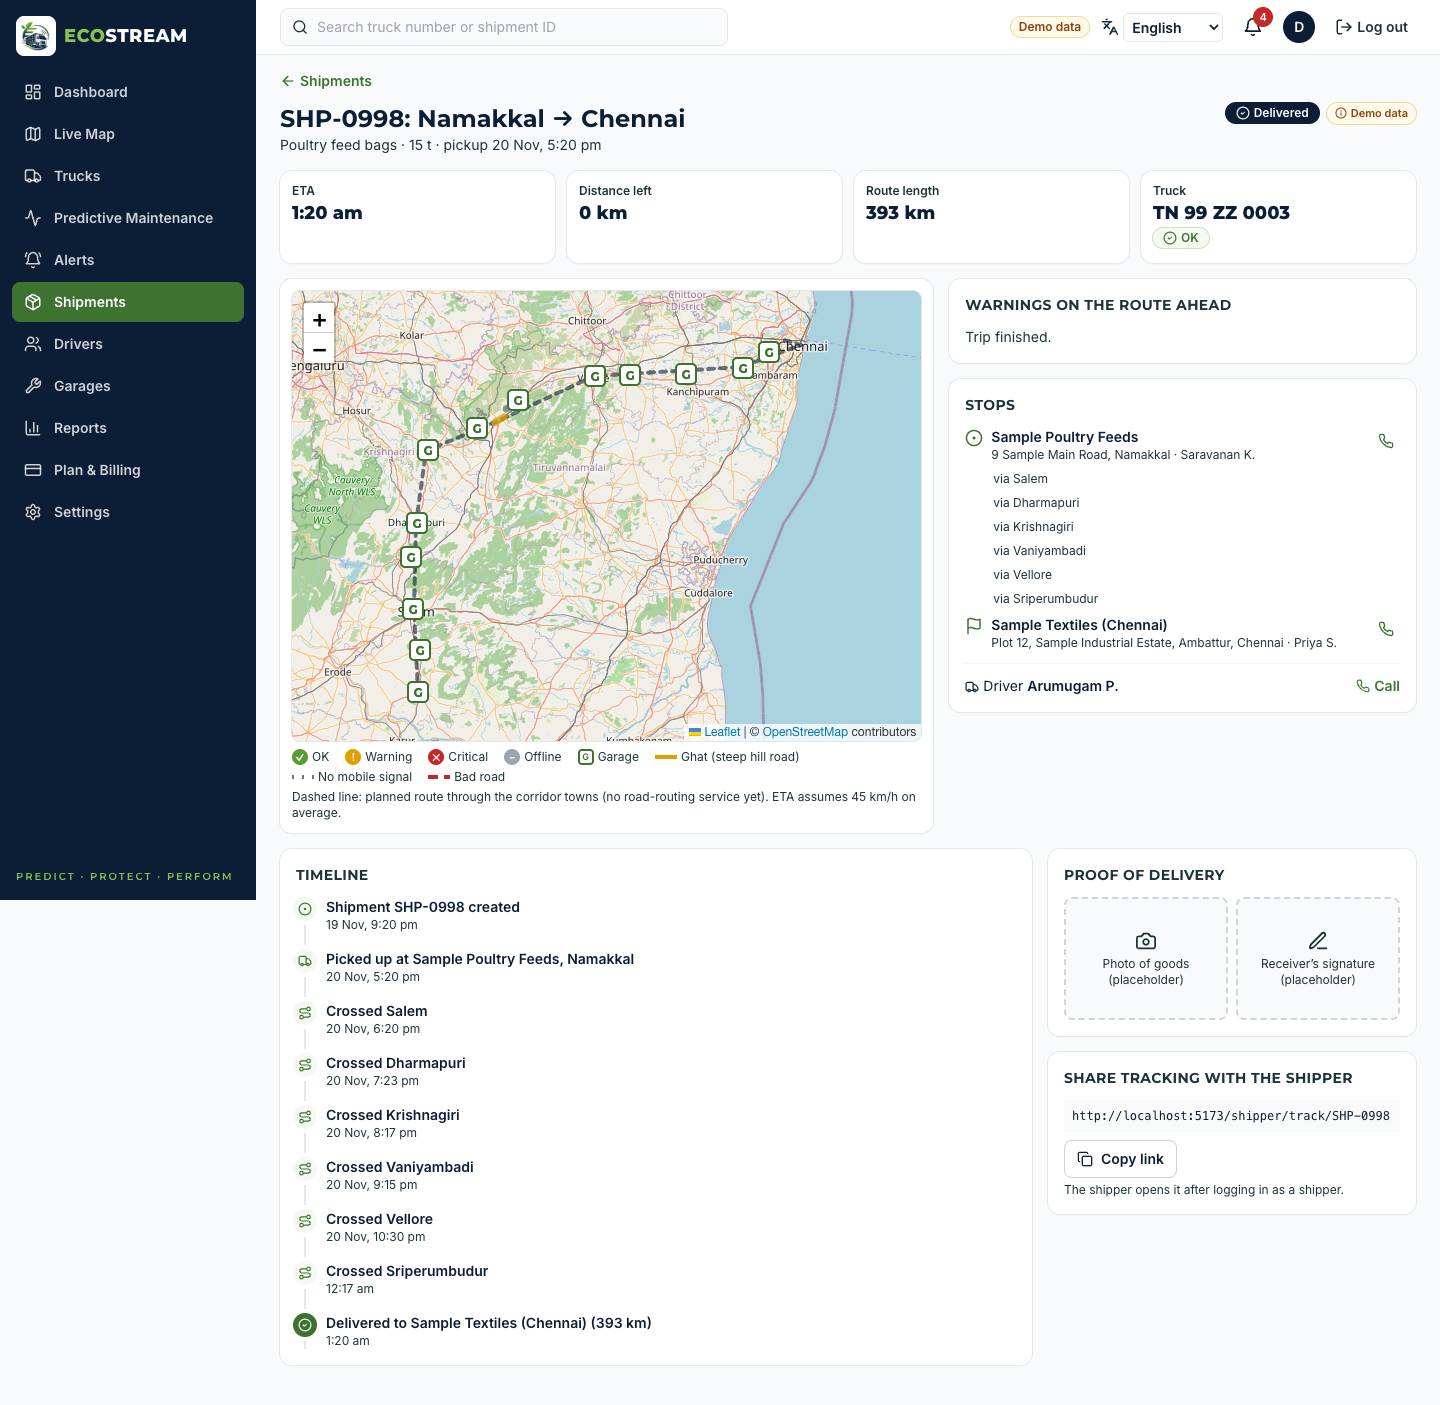 ECOSTREAM
Search truck number or shipment ID
Demo data
English
4
D
Log out
Dashboard
Live Map
Trucks
Predictive Maintenance
Alerts
Shipments
Drivers
Garages
Reports
Plan & Billing
Settings
PREDICT · PROTECT · PERFORM
Shipments
SHP-0998: Namakkal → Chennai
Delivered
Demo data
Poultry feed bags · 15 t · pickup 20 Nov, 5:20 pm
ETA
1:20 am
Distance left
0 km
Route length
393 km
Truck
TN 99 ZZ 0003
OK
+
−
Chittoor
District
Chittoor
Kolar
engaluru
Chennai
G
G
G
G
G
ambaram
Kanchipuram
Hosur
G
G
G
Krishnagiri
Tiruvannamalai
Cauvery
North WLS
Cauvery
WLS
G
G
Puducherry
Cuddalore
G
G
Erode
G
Karur
Kumbakonam
Leaflet | © OpenStreetMap contributors
OK
Warning
Critical
Offline
G Garage
Ghat (steep hill road)
No mobile signal
Bad road
Dashed line: planned route through the corridor towns (no road-routing service yet). ETA assumes 45 km/h on
average.
WARNINGS ON THE ROUTE AHEAD
Trip finished.
STOPS
Sample Poultry Feeds
9 Sample Main Road, Namakkal · Saravanan K.
via Salem
via Dharmapuri
via Krishnagiri
via Vaniyambadi
via Vellore
via Sriperumbudur
Sample Textiles (Chennai)
Plot 12, Sample Industrial Estate, Ambattur, Chennai · Priya S.
Driver Arumugam P.
Call
TIMELINE
Shipment SHP-0998 created
19 Nov, 9:20 pm
Picked up at Sample Poultry Feeds, Namakkal
20 Nov, 5:20 pm
Crossed Salem
20 Nov, 6:20 pm
Crossed Dharmapuri
20 Nov, 7:23 pm
Crossed Krishnagiri
20 Nov, 8:17 pm
Crossed Vaniyambadi
20 Nov, 9:15 pm
Crossed Vellore
20 Nov, 10:30 pm
Crossed Sriperumbudur
12:17 am
Delivered to Sample Textiles (Chennai) (393 km)
1:20 am
PROOF OF DELIVERY
Photo of goods
(placeholder)
Receiver’s signature
(placeholder)
SHARE TRACKING WITH THE SHIPPER
http://localhost:5173/shipper/track/SHP-0998
Copy link
The shipper opens it after logging in as a shipper.